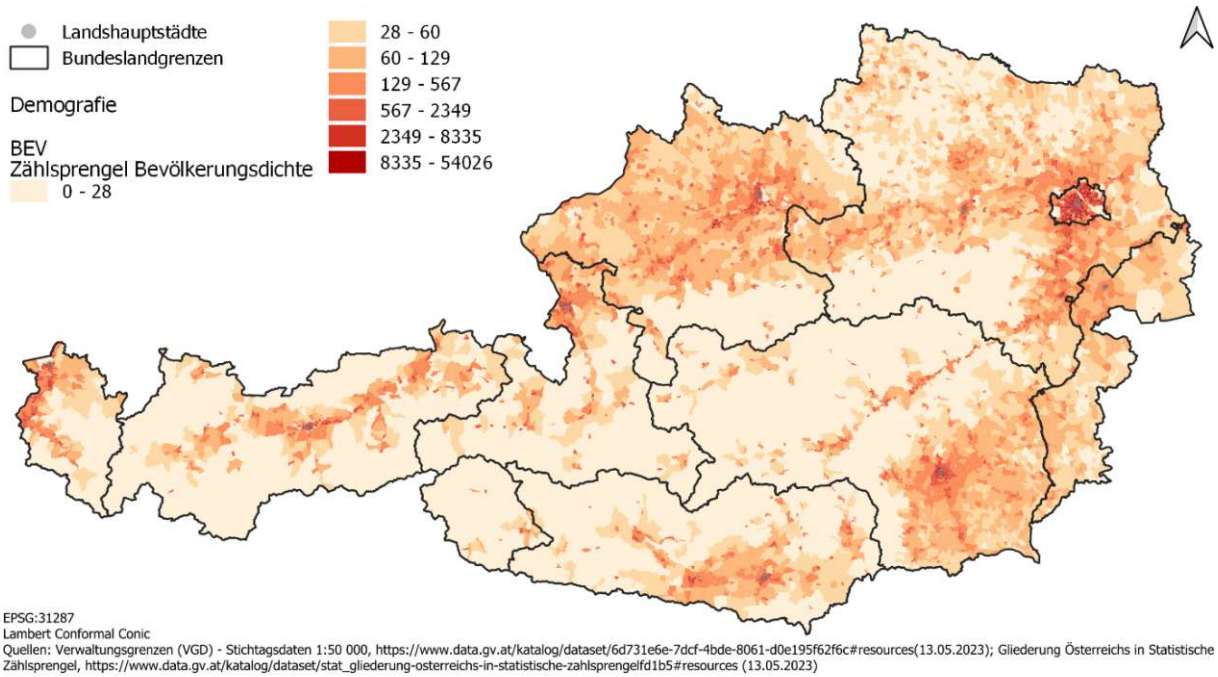 Landshauptstädte
Bundeslandgrenzen
Demografie
BEV
Zählsprengel Bevölkerungsdichte
0 - 28
28 - 60
60 - 129
129 - 567
567 - 2349
2349 - 8335
8335 - 54026
EPSG:31287
Lambert Conformal Conic
Quellen: Verwaltungsgrenzen (VGD) - Stichtagsdaten 1:50 000, https://www.data.gv.at/katalog/dataset/6d731e6e-7dcf-4bde-8061-d0e195f62f6c#resources(13.05.2023); Gliederung Österreichs in Statistische
Zählsprengel, https://www.data.gv.at/katalog/dataset/stat_gliederung-osterreichs-in-statistische-zahlsprengelfd1b5#resources (13.05.2023)